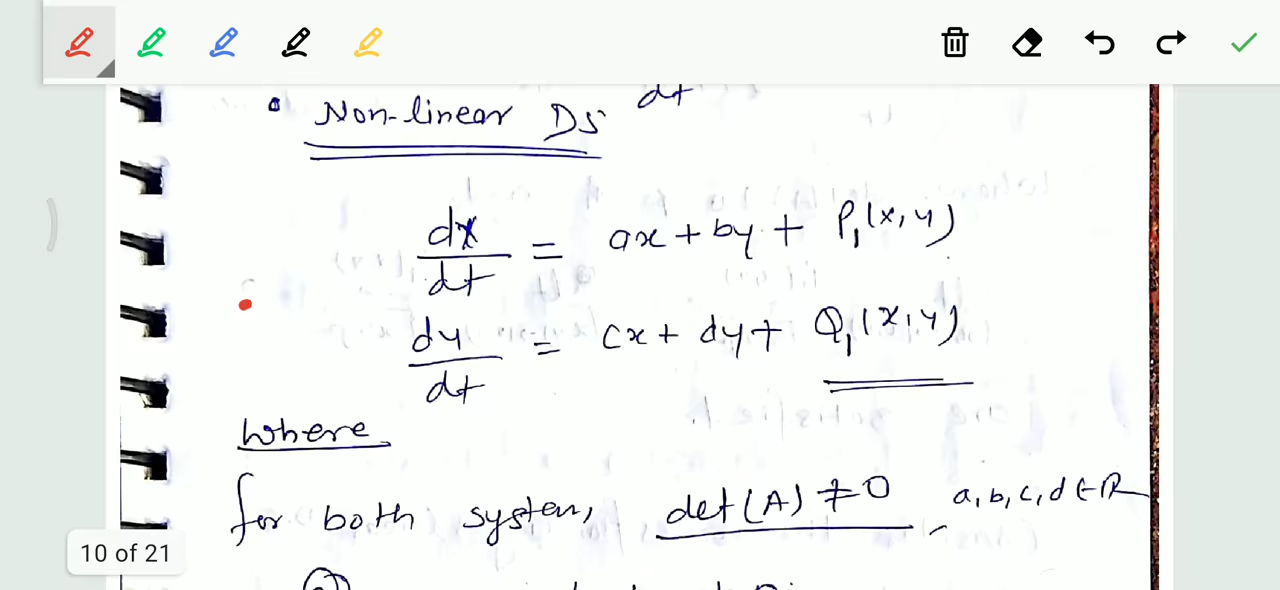 dt
• Non-linear DS
dx/dt = ax + by + P₁(x,y)
dy/dt = cx + dy + Q₁(x,y)
Where
for both system, det(A) ≠ 0 a,b,c,d ∈ R
10 of 21